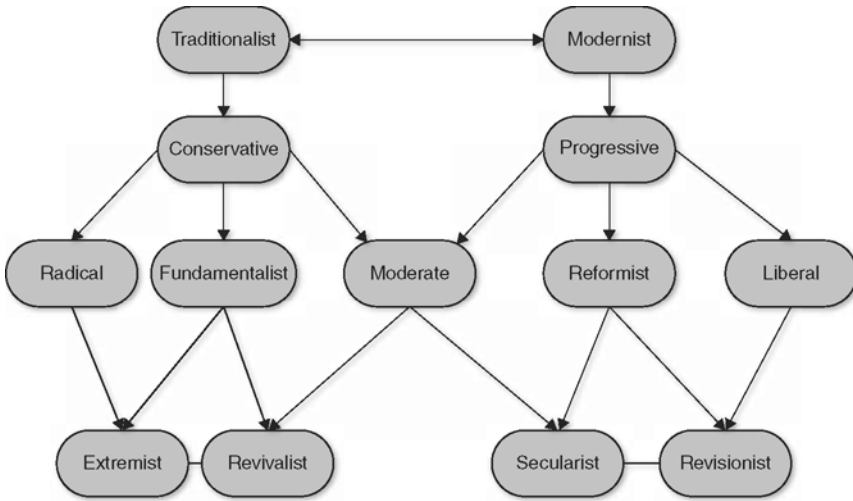 Traditionalist
Modernist
Conservative
Progressive
Radical
Fundamentalist
Moderate
Reformist
Liberal
Extremist
Revivalist
Secularist
Revisionist